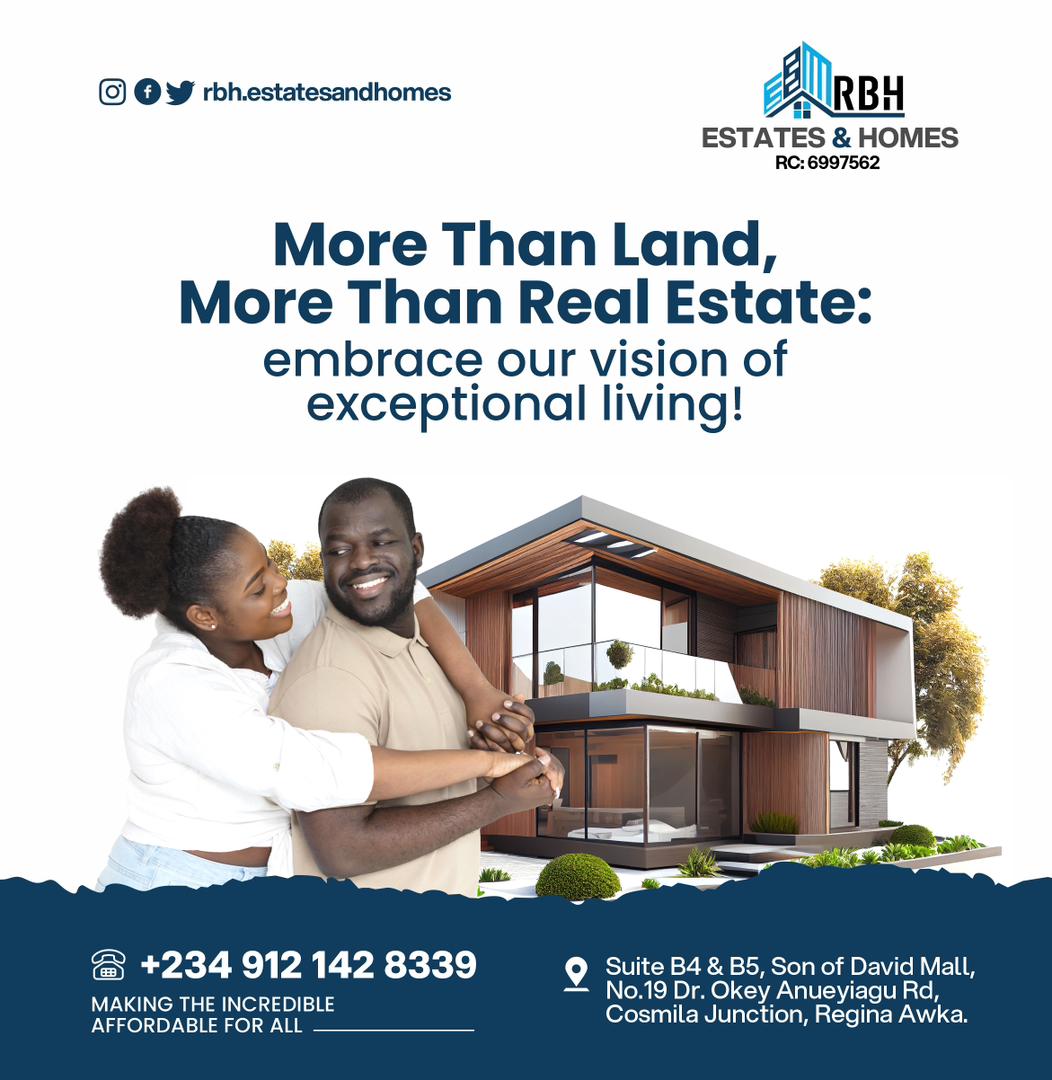 rbh.estatesandhomes
RBH
ESTATES & HOMES
RC: 6997562
More Than Land,
More Than Real Estate:
embrace our vision of
exceptional living!
+234 912 142 8339
MAKING THE INCREDIBLE
AFFORDABLE FOR ALL
Suite B4 & B5, Son of David Mall,
No.19 Dr. Okey Anueyiagu Rd,
Cosmila Junction, Regina Awka.